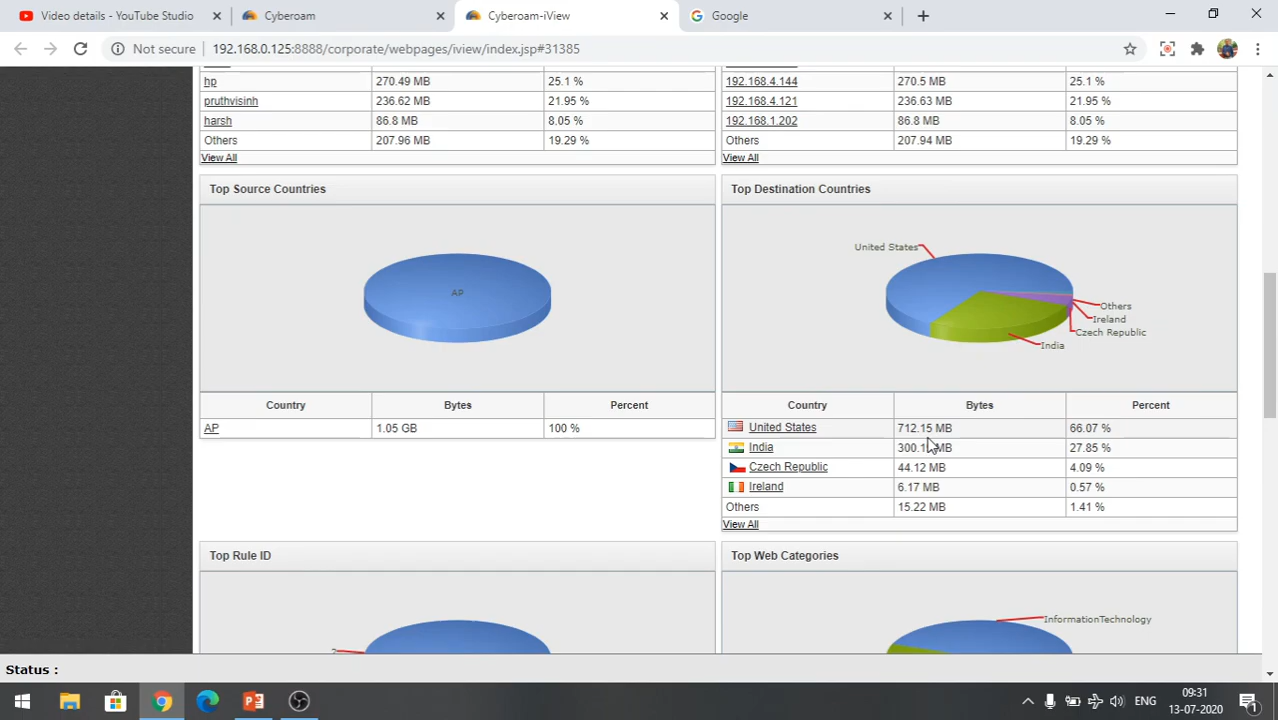 Video details - YouTube Studio
Cyberoam
Cyberoam-iView
Google
Not secure
192.168.0.125:8888/corporate/webpages/iview/index.jsp#31385
hp 270.49 MB 25.1 %
pruthvisinh 236.62 MB 21.95 %
harsh 86.8 MB 8.05 %
Others 207.96 MB 19.29 %
View All
192.168.4.144 270.5 MB 25.1 %
192.168.4.121 236.63 MB 21.95 %
192.168.1.202 86.8 MB 8.05 %
Others 207.94 MB 19.29 %
View All
Top Source Countries
AP
Country Bytes Percent
AP 1.05 GB 100 %
Top Destination Countries
United States
Others
Ireland
Czech Republic
India
Country Bytes Percent
United States 712.15 MB 66.07 %
India MB 27.85 %
Czech Republic 44.12 MB 4.09 %
Ireland 6.17 MB 0.57 %
Others 15.22 MB 1.41 %
View All
Top Rule ID
2
Top Web Categories
InformationTechnology
Status :
ENG
09:31
13-07-2020
1